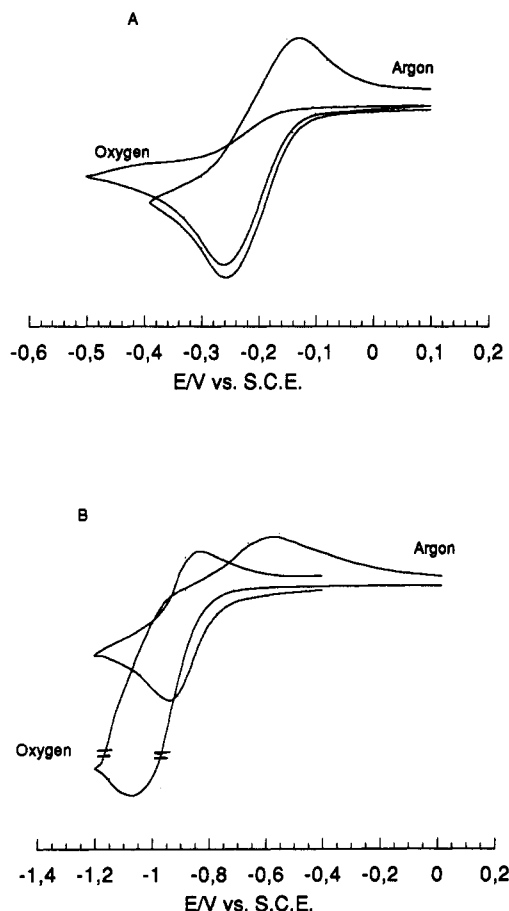 A
Argon
Oxygen
-0,6 -0,5 -0,4 -0,3 -0,2 -0,1 0 0,1 0,2
E/V vs. S.C.E.
B
Argon
Oxygen
-1,4 -1,2 -1 -0,8 -0,6 -0,4 -0,2 0 0,2
E/V vs. S.C.E.